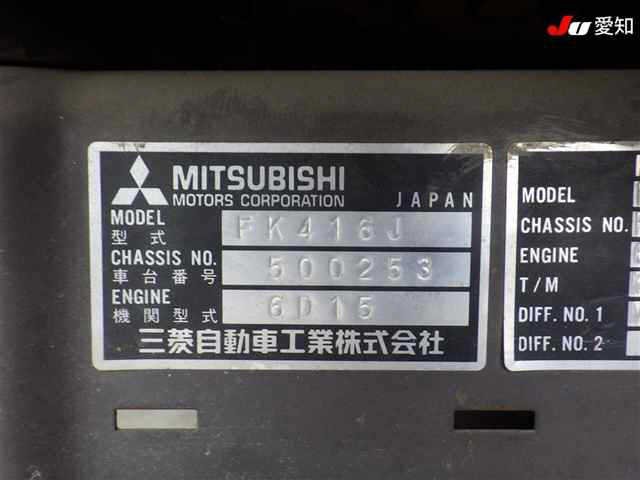 JU 愛知
MITSUBISHI
MOTORS CORPORATION JAPAN
MODEL
型式 FK416J
CHASSIS NO.
車台番号 500253
ENGINE
機関型式 6D15
三菱自動車工業株式会社
MODEL
CHASSIS NO.
ENGINE
T/M
DIFF. NO. 1
DIFF. NO. 2